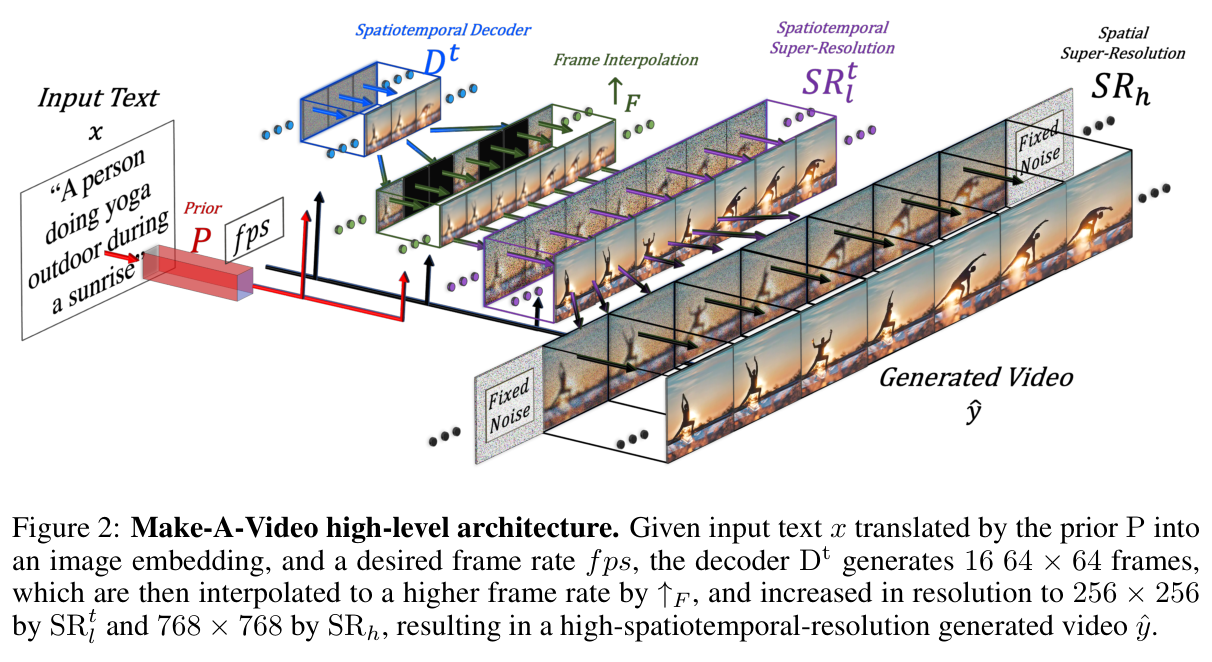 Spatiotemporal Decoder
D^t
Spatiotemporal
Super-Resolution
SR_l^t
Spatial
Super-Resolution
SR_h
Frame Interpolation
↑_F
Input Text
x
“A person
doing yoga
outdoor during
a sunrise”
Prior
P
fps
Fixed
Noise
Fixed
Noise
Generated Video
ŷ
Figure 2: Make-A-Video high-level architecture. Given input text x translated by the prior P into
an image embedding, and a desired frame rate fps, the decoder D^t generates 16 64 × 64 frames,
which are then interpolated to a higher frame rate by ↑_F, and increased in resolution to 256 × 256
by SR_l^t and 768 × 768 by SR_h, resulting in a high-spatiotemporal-resolution generated video ŷ.